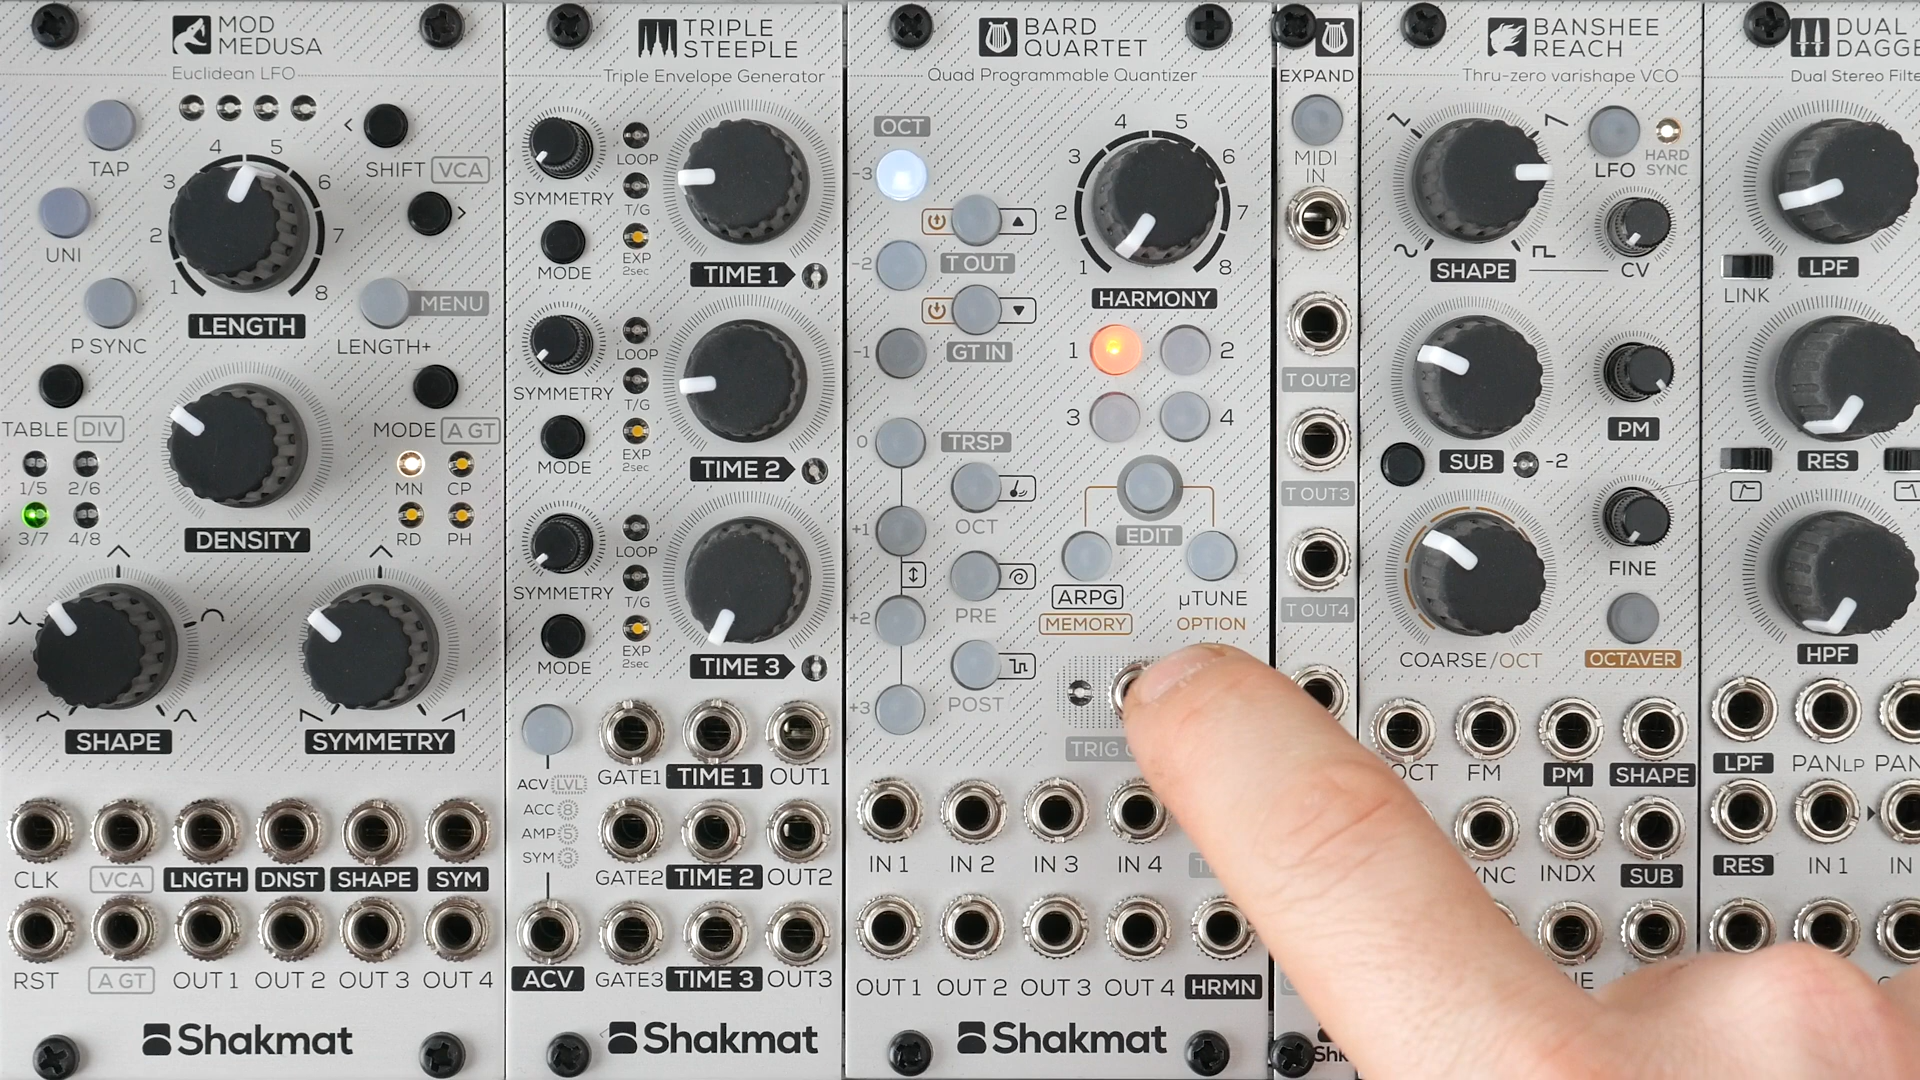 MOD
MEDUSA
Euclidean LFO
TAP
SHIFT VCA
< >
UNI
1 2 3 4 5 6 7 8
LENGTH
P SYNC
MENU
LENGTH+
TABLE DIV
1/5 2/6
3/7 4/8
DENSITY
MODE A GT
MN CP
RD PH
SHAPE
SYMMETRY
CLK VCA LNGTH DNST SHAPE SYM
RST A GT OUT 1 OUT 2 OUT 3 OUT 4
Shakmat
TRIPLE
STEEPLE
Triple Envelope Generator
SYMMETRY
MODE
LOOP
T/G
EXP
2sec
TIME 1
SYMMETRY
MODE
LOOP
T/G
EXP
2sec
TIME 2
SYMMETRY
MODE
LOOP
T/G
EXP
2sec
TIME 3
ACV LVL
ACC 8
AMP 5
SYM 3
GATE1 TIME 1 OUT1
GATE2 TIME 2 OUT2
ACV GATE3 TIME 3 OUT3
Shakmat
BARD
QUARTET
Quad Programmable Quantizer
OCT
-3
-2
-1
0
+1
+2
+3
T OUT
GT IN
TRSP
OCT
PRE
POST
1 2 3 4 5 6 7 8
HARMONY
1 2
3 4
EDIT
ARPG
MEMORY
µTUNE
OPTION
TRIG
IN 1 IN 2 IN 3 IN 4
OUT 1 OUT 2 OUT 3 OUT 4 HRMN
Shakmat
EXPAND
MIDI
IN
T OUT2
T OUT3
T OUT4
Shk
BANSHEE
REACH
Thru-zero varishape VCO
LFO
HARD
SYNC
SHAPE
CV
PM
SUB -2
FINE
COARSE/OCT
OCTAVER
OCT FM PM SHAPE
INDX SUB
DUAL
DAGGE
Dual Stereo Filte
LPF
LINK
RES
HPF
LPF PANLP PAN
RES IN 1 IN